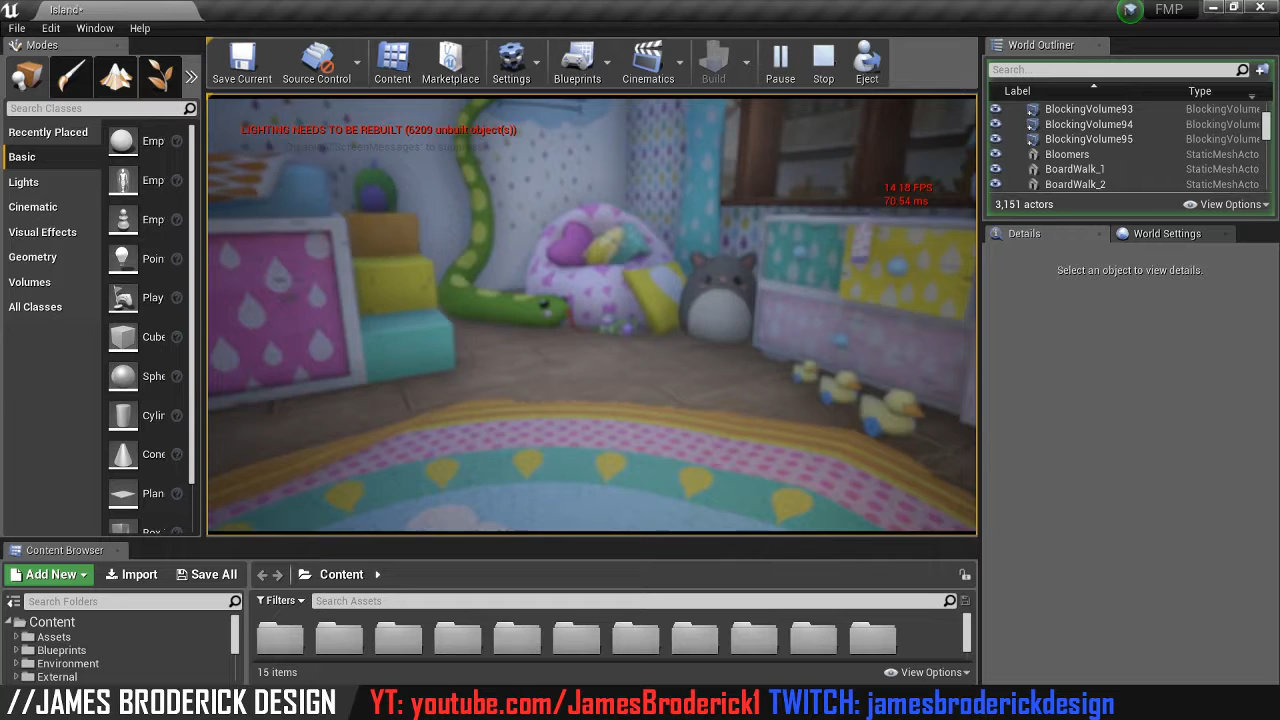 Island*
FMP
File Edit Window Help
Modes
Search Classes
Recently Placed
Basic
Lights
Cinematic
Visual Effects
Geometry
Volumes
All Classes
Emp
Emp
Emp
Poin
Play
Cube
Sphe
Cylin
Cone
Plan
Box
Save Current
Source Control
Content
Marketplace
Settings
Blueprints
Cinematics
Build
Pause
Stop
Eject
LIGHTING NEEDS TO BE REBUILT (6200 unbuilt object(s))
'DisableAllScreenMessages' to suppress
14.18 FPS
70.54 ms
World Outliner
Search...
Label Type
BlockingVolume93 BlockingVolume
BlockingVolume94 BlockingVolume
BlockingVolume95 BlockingVolume
Bloomers StaticMeshActo
BoardWalk_1 StaticMeshActo
BoardWalk_2 StaticMeshActo
3,151 actors View Options
Details World Settings
Select an object to view details.
Content Browser
Add New Import Save All Content
Search Folders
Filters Search Assets
Content
Assets
Blueprints
Environment
External
15 items View Options
//JAMES BRODERICK DESIGN YT: youtube.com/JamesBroderick1 TWITCH: jamesbroderickdesign